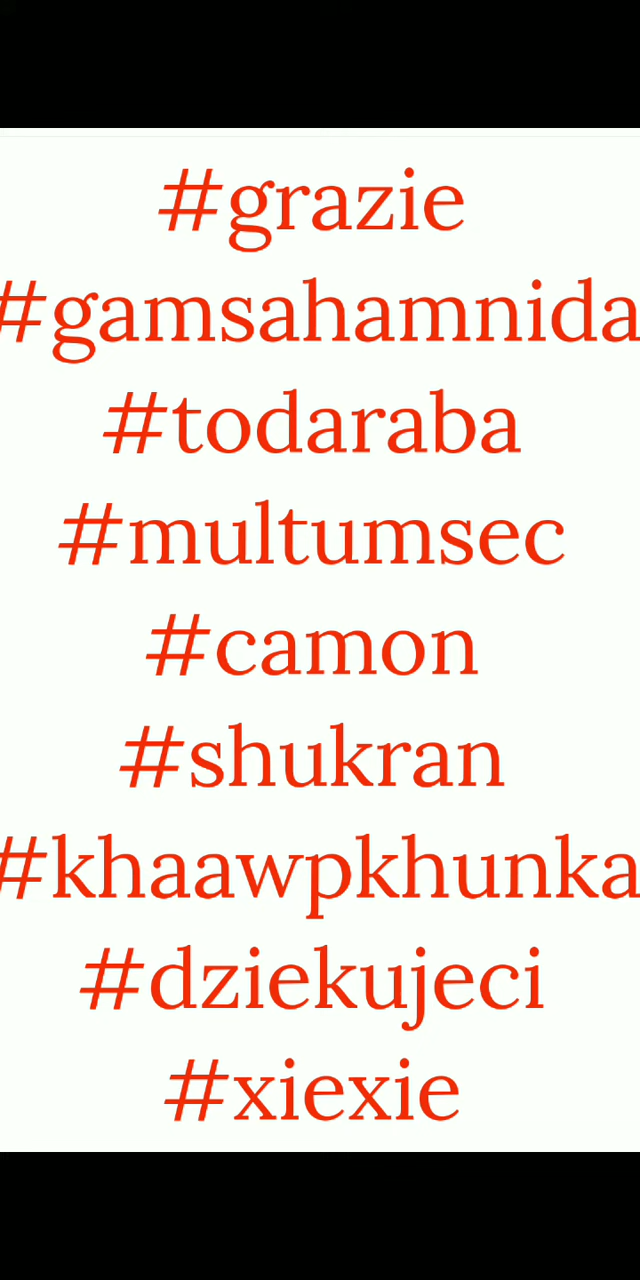 #grazie
#gamsahamnida
#todaraba
#multumsec
#camon
#shukran
#khaawpkhunka
#dziekujeci
#xiexie